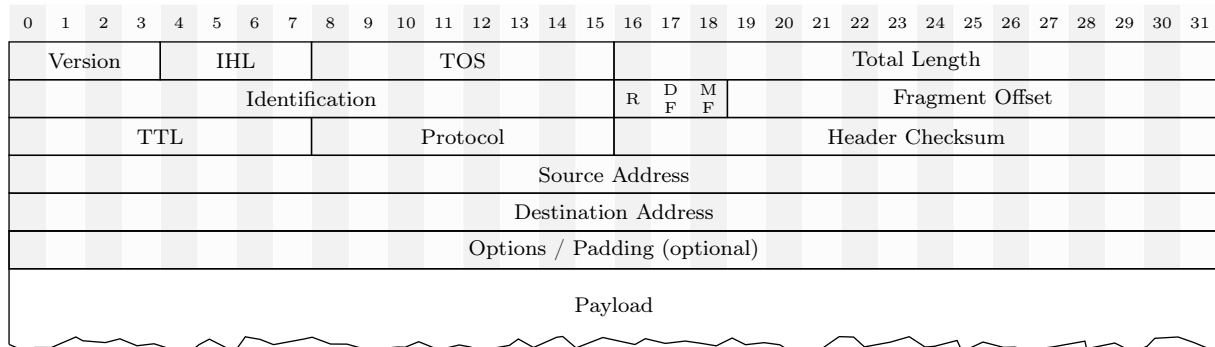 0 1 2 3 4 5 6 7 8 9 10 11 12 13 14 15 16 17 18 19 20 21 22 23 24 25 26 27 28 29 30 31
Version IHL TOS Total Length
Identification R D F M F Fragment Offset
TTL Protocol Header Checksum
Source Address
Destination Address
Options / Padding (optional)
Payload